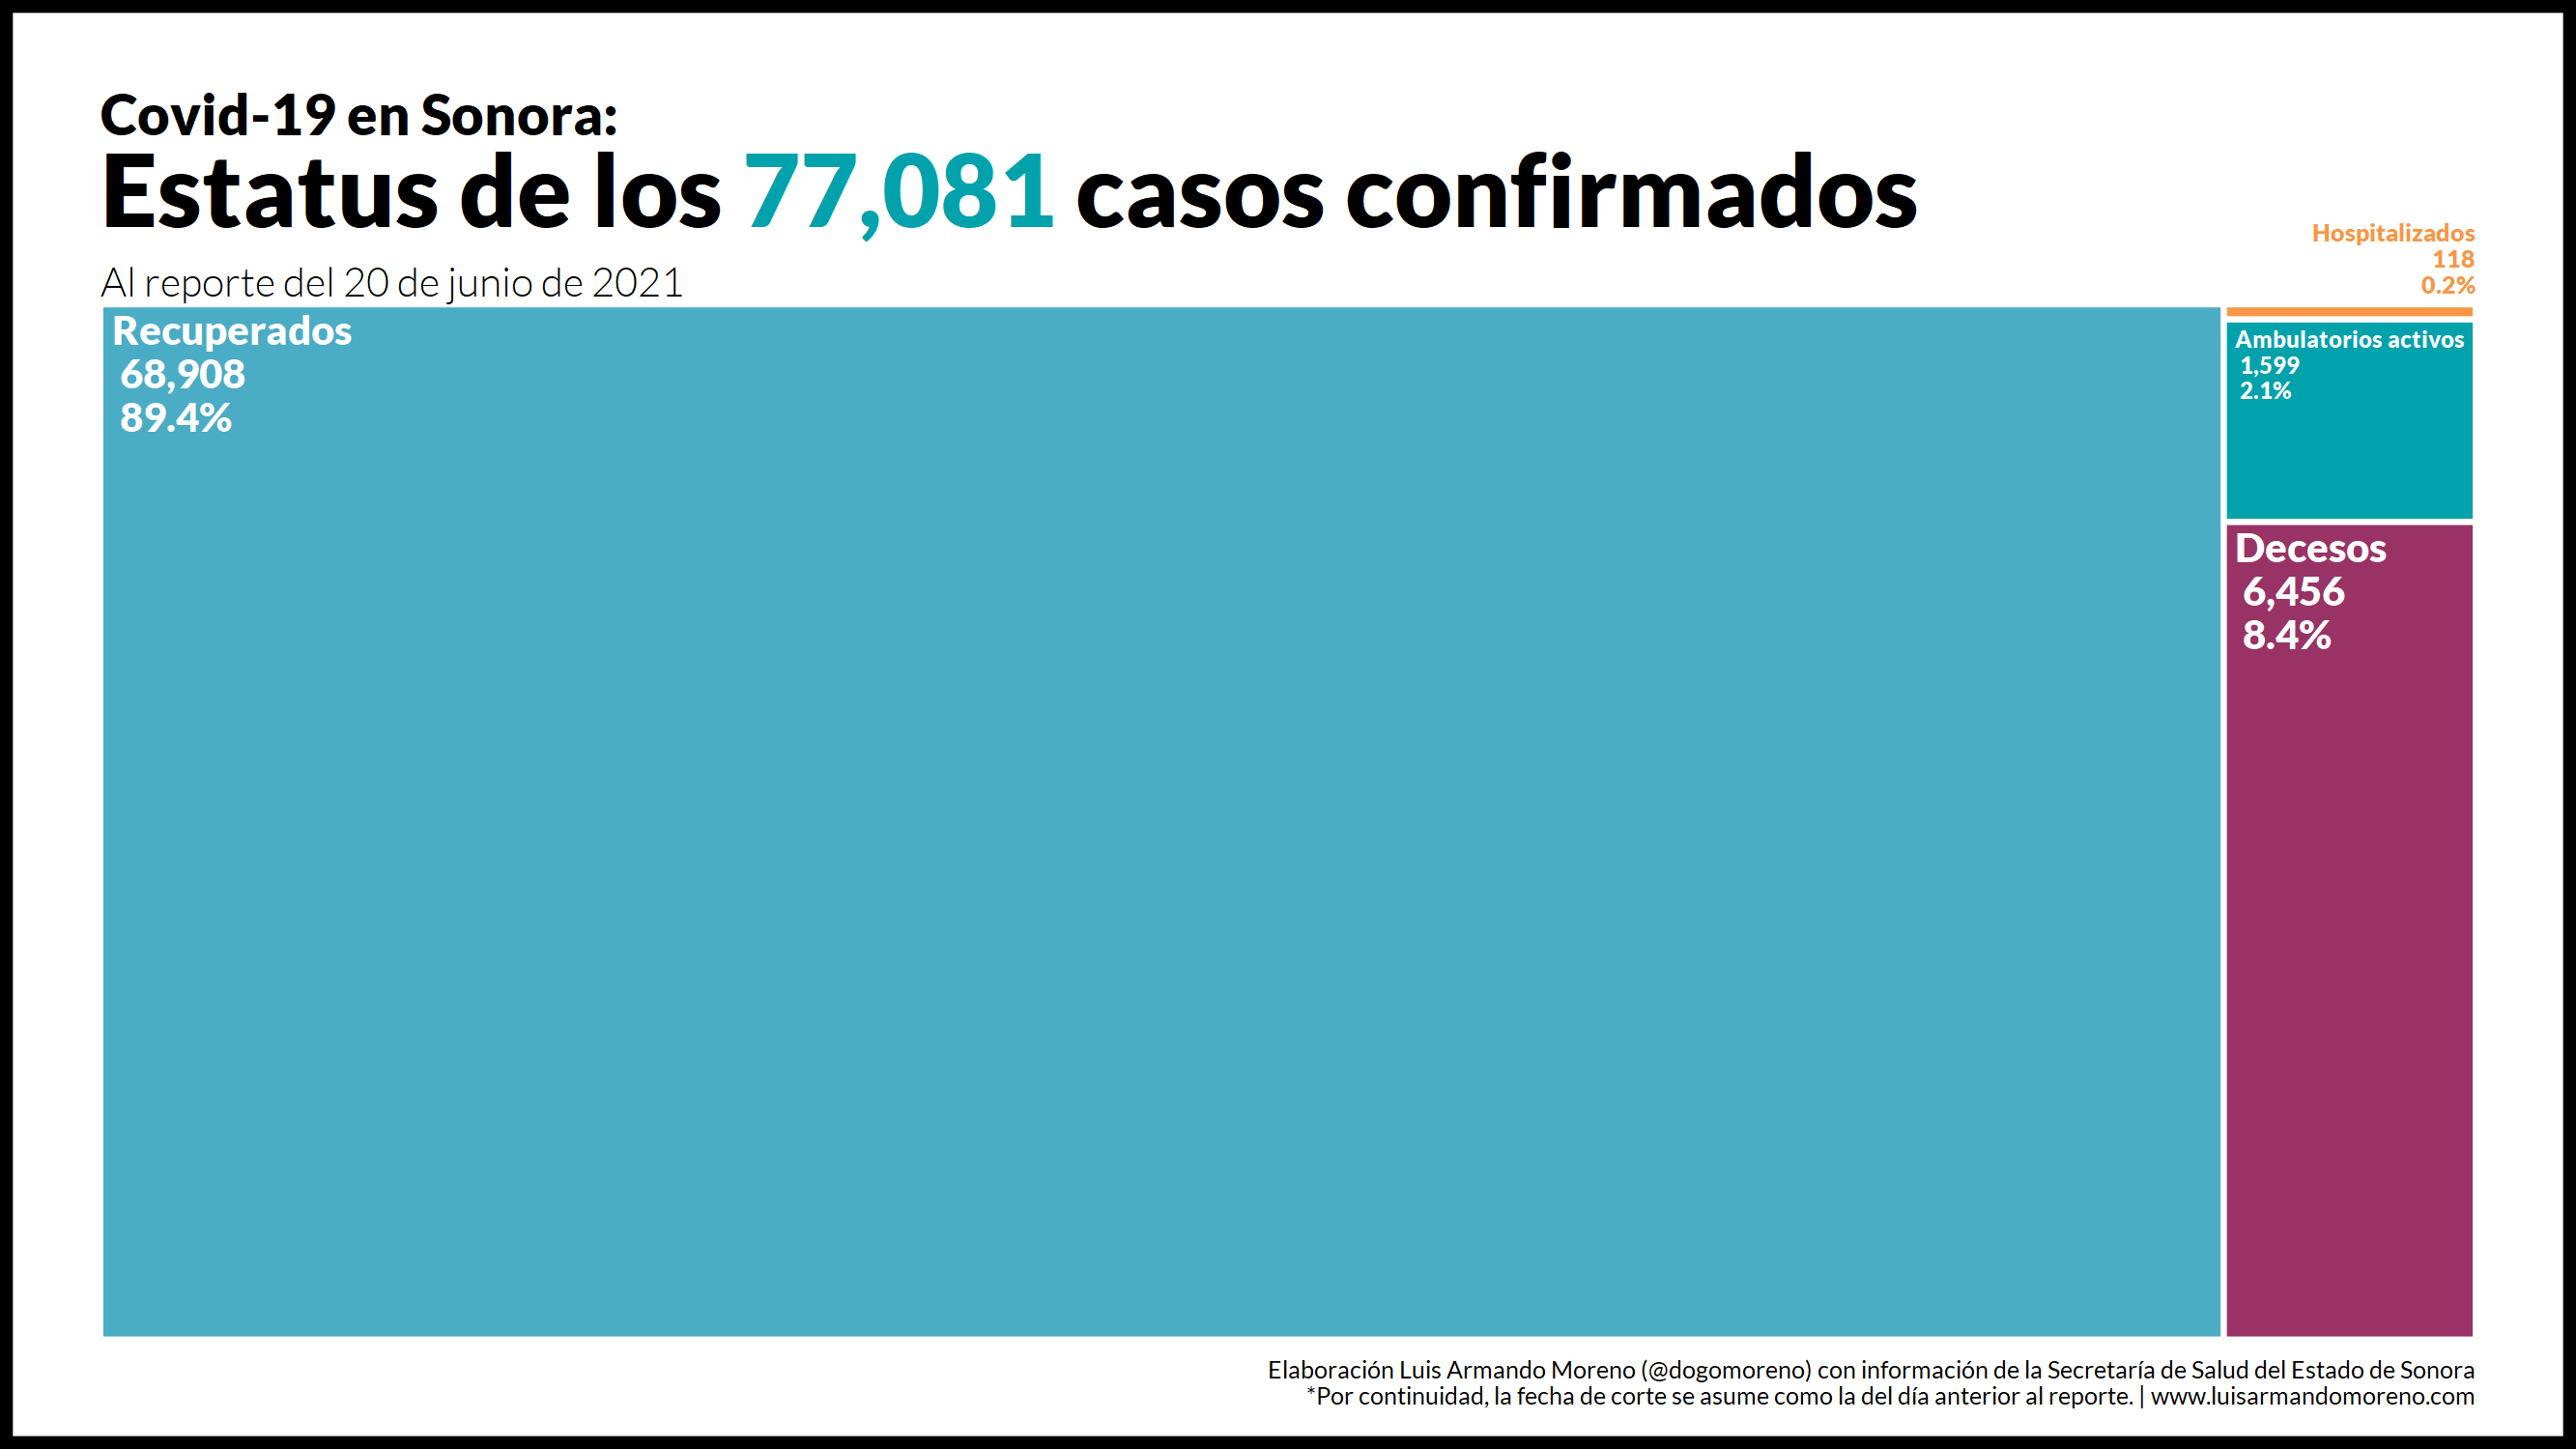 Covid-19 en Sonora:
Estatus de los 77,081 casos confirmados
Al reporte del 20 de junio de 2021
Hospitalizados
118
0.2%
Recuperados
68,908
89.4%
Ambulatorios activos
1,599
2.1%
Decesos
6,456
8.4%
Elaboración Luis Armando Moreno (@dogomoreno) con información de la Secretaría de Salud del Estado de Sonora
*Por continuidad, la fecha de corte se asume como la del día anterior al reporte. | www.luisarmandomoreno.com